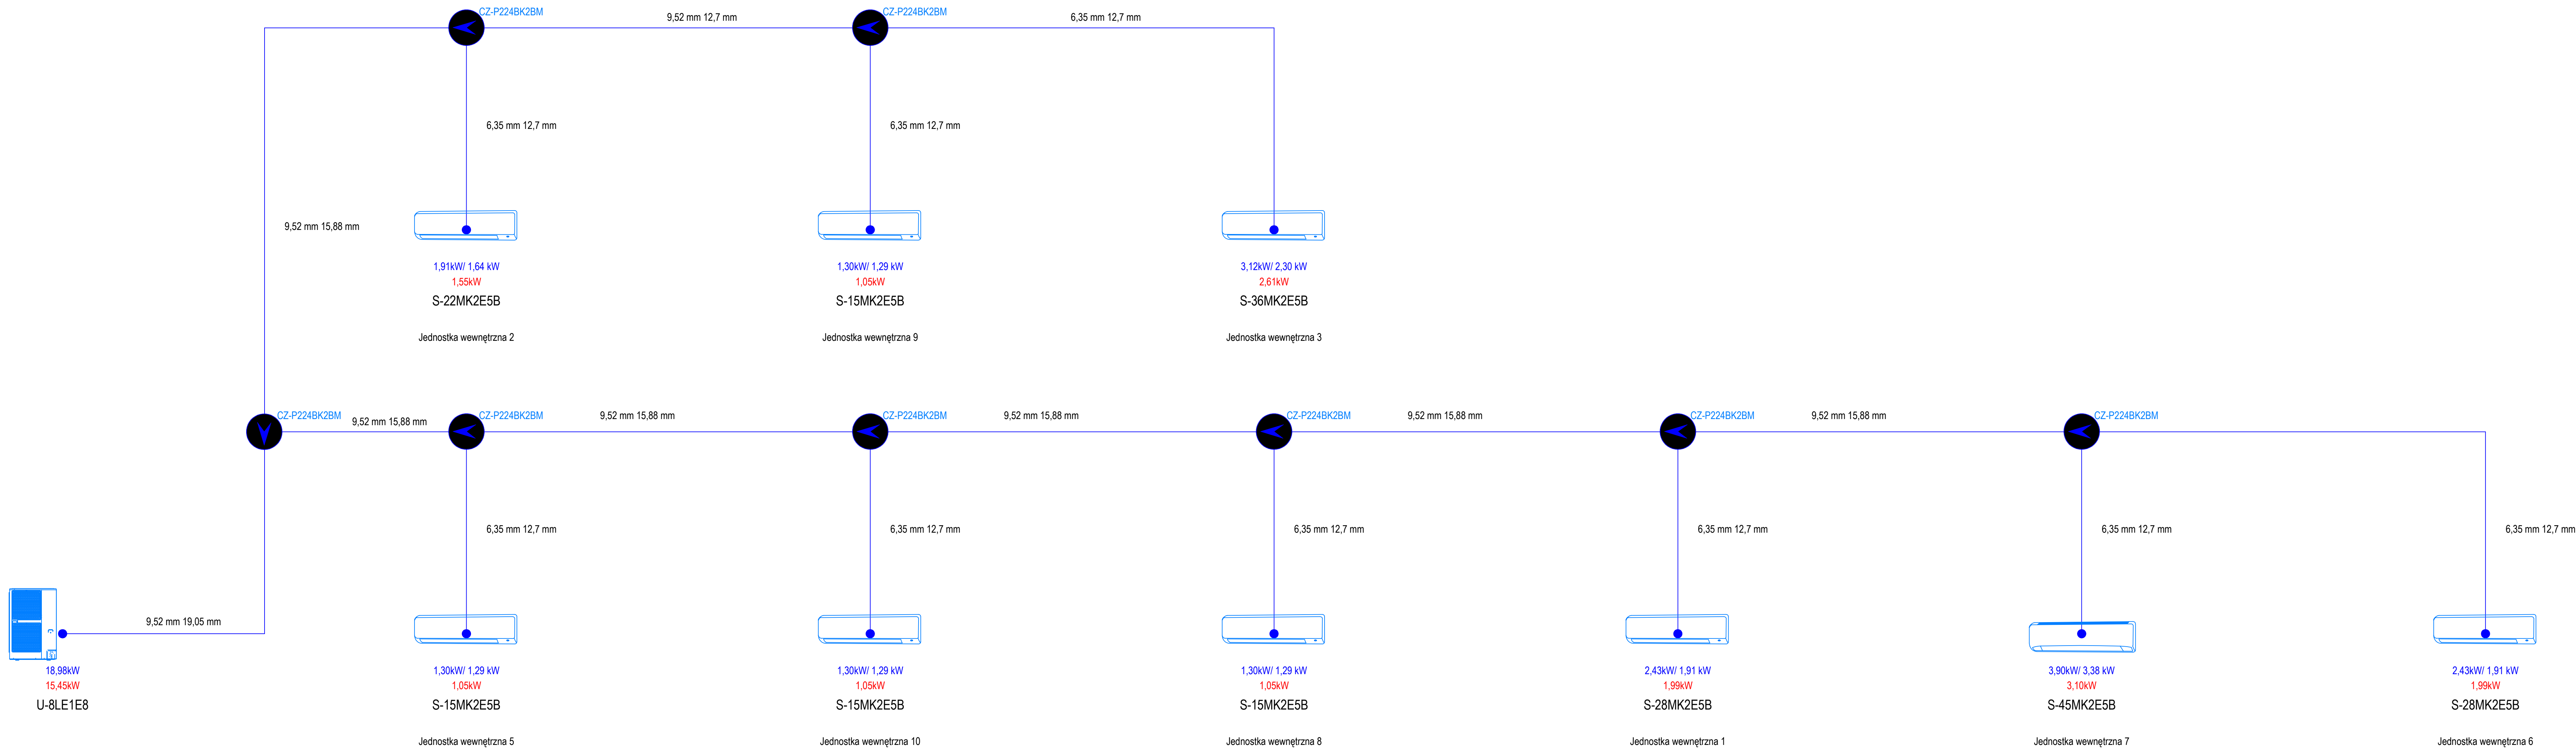 CZ-P224BK2BM
9,52 mm 12,7 mm
CZ-P224BK2BM
6,35 mm 12,7 mm
6,35 mm 12,7 mm
6,35 mm 12,7 mm
9,52 mm 15,88 mm
1,91kW/ 1,64 kW
1,55kW
S-22MK2E5B
Jednostka wewnętrzna 2
1,30kW/ 1,29 kW
1,05kW
S-15MK2E5B
Jednostka wewnętrzna 9
3,12kW/ 2,30 kW
2,61kW
S-36MK2E5B
Jednostka wewnętrzna 3
CZ-P224BK2BM
9,52 mm 15,88 mm
CZ-P224BK2BM
9,52 mm 15,88 mm
CZ-P224BK2BM
9,52 mm 15,88 mm
CZ-P224BK2BM
9,52 mm 15,88 mm
CZ-P224BK2BM
9,52 mm 15,88 mm
CZ-P224BK2BM
6,35 mm 12,7 mm
6,35 mm 12,7 mm
6,35 mm 12,7 mm
6,35 mm 12,7 mm
6,35 mm 12,7 mm
6,35 mm 12,7 mm
9,52 mm 19,05 mm
18,98kW
15,45kW
U-8LE1E8
1,30kW/ 1,29 kW
1,05kW
S-15MK2E5B
Jednostka wewnętrzna 5
1,30kW/ 1,29 kW
1,05kW
S-15MK2E5B
Jednostka wewnętrzna 10
1,30kW/ 1,29 kW
1,05kW
S-15MK2E5B
Jednostka wewnętrzna 8
2,43kW/ 1,91 kW
1,99kW
S-28MK2E5B
Jednostka wewnętrzna 1
3,90kW/ 3,38 kW
3,10kW
S-45MK2E5B
Jednostka wewnętrzna 7
2,43kW/ 1,91 kW
1,99kW
S-28MK2E5B
Jednostka wewnętrzna 6